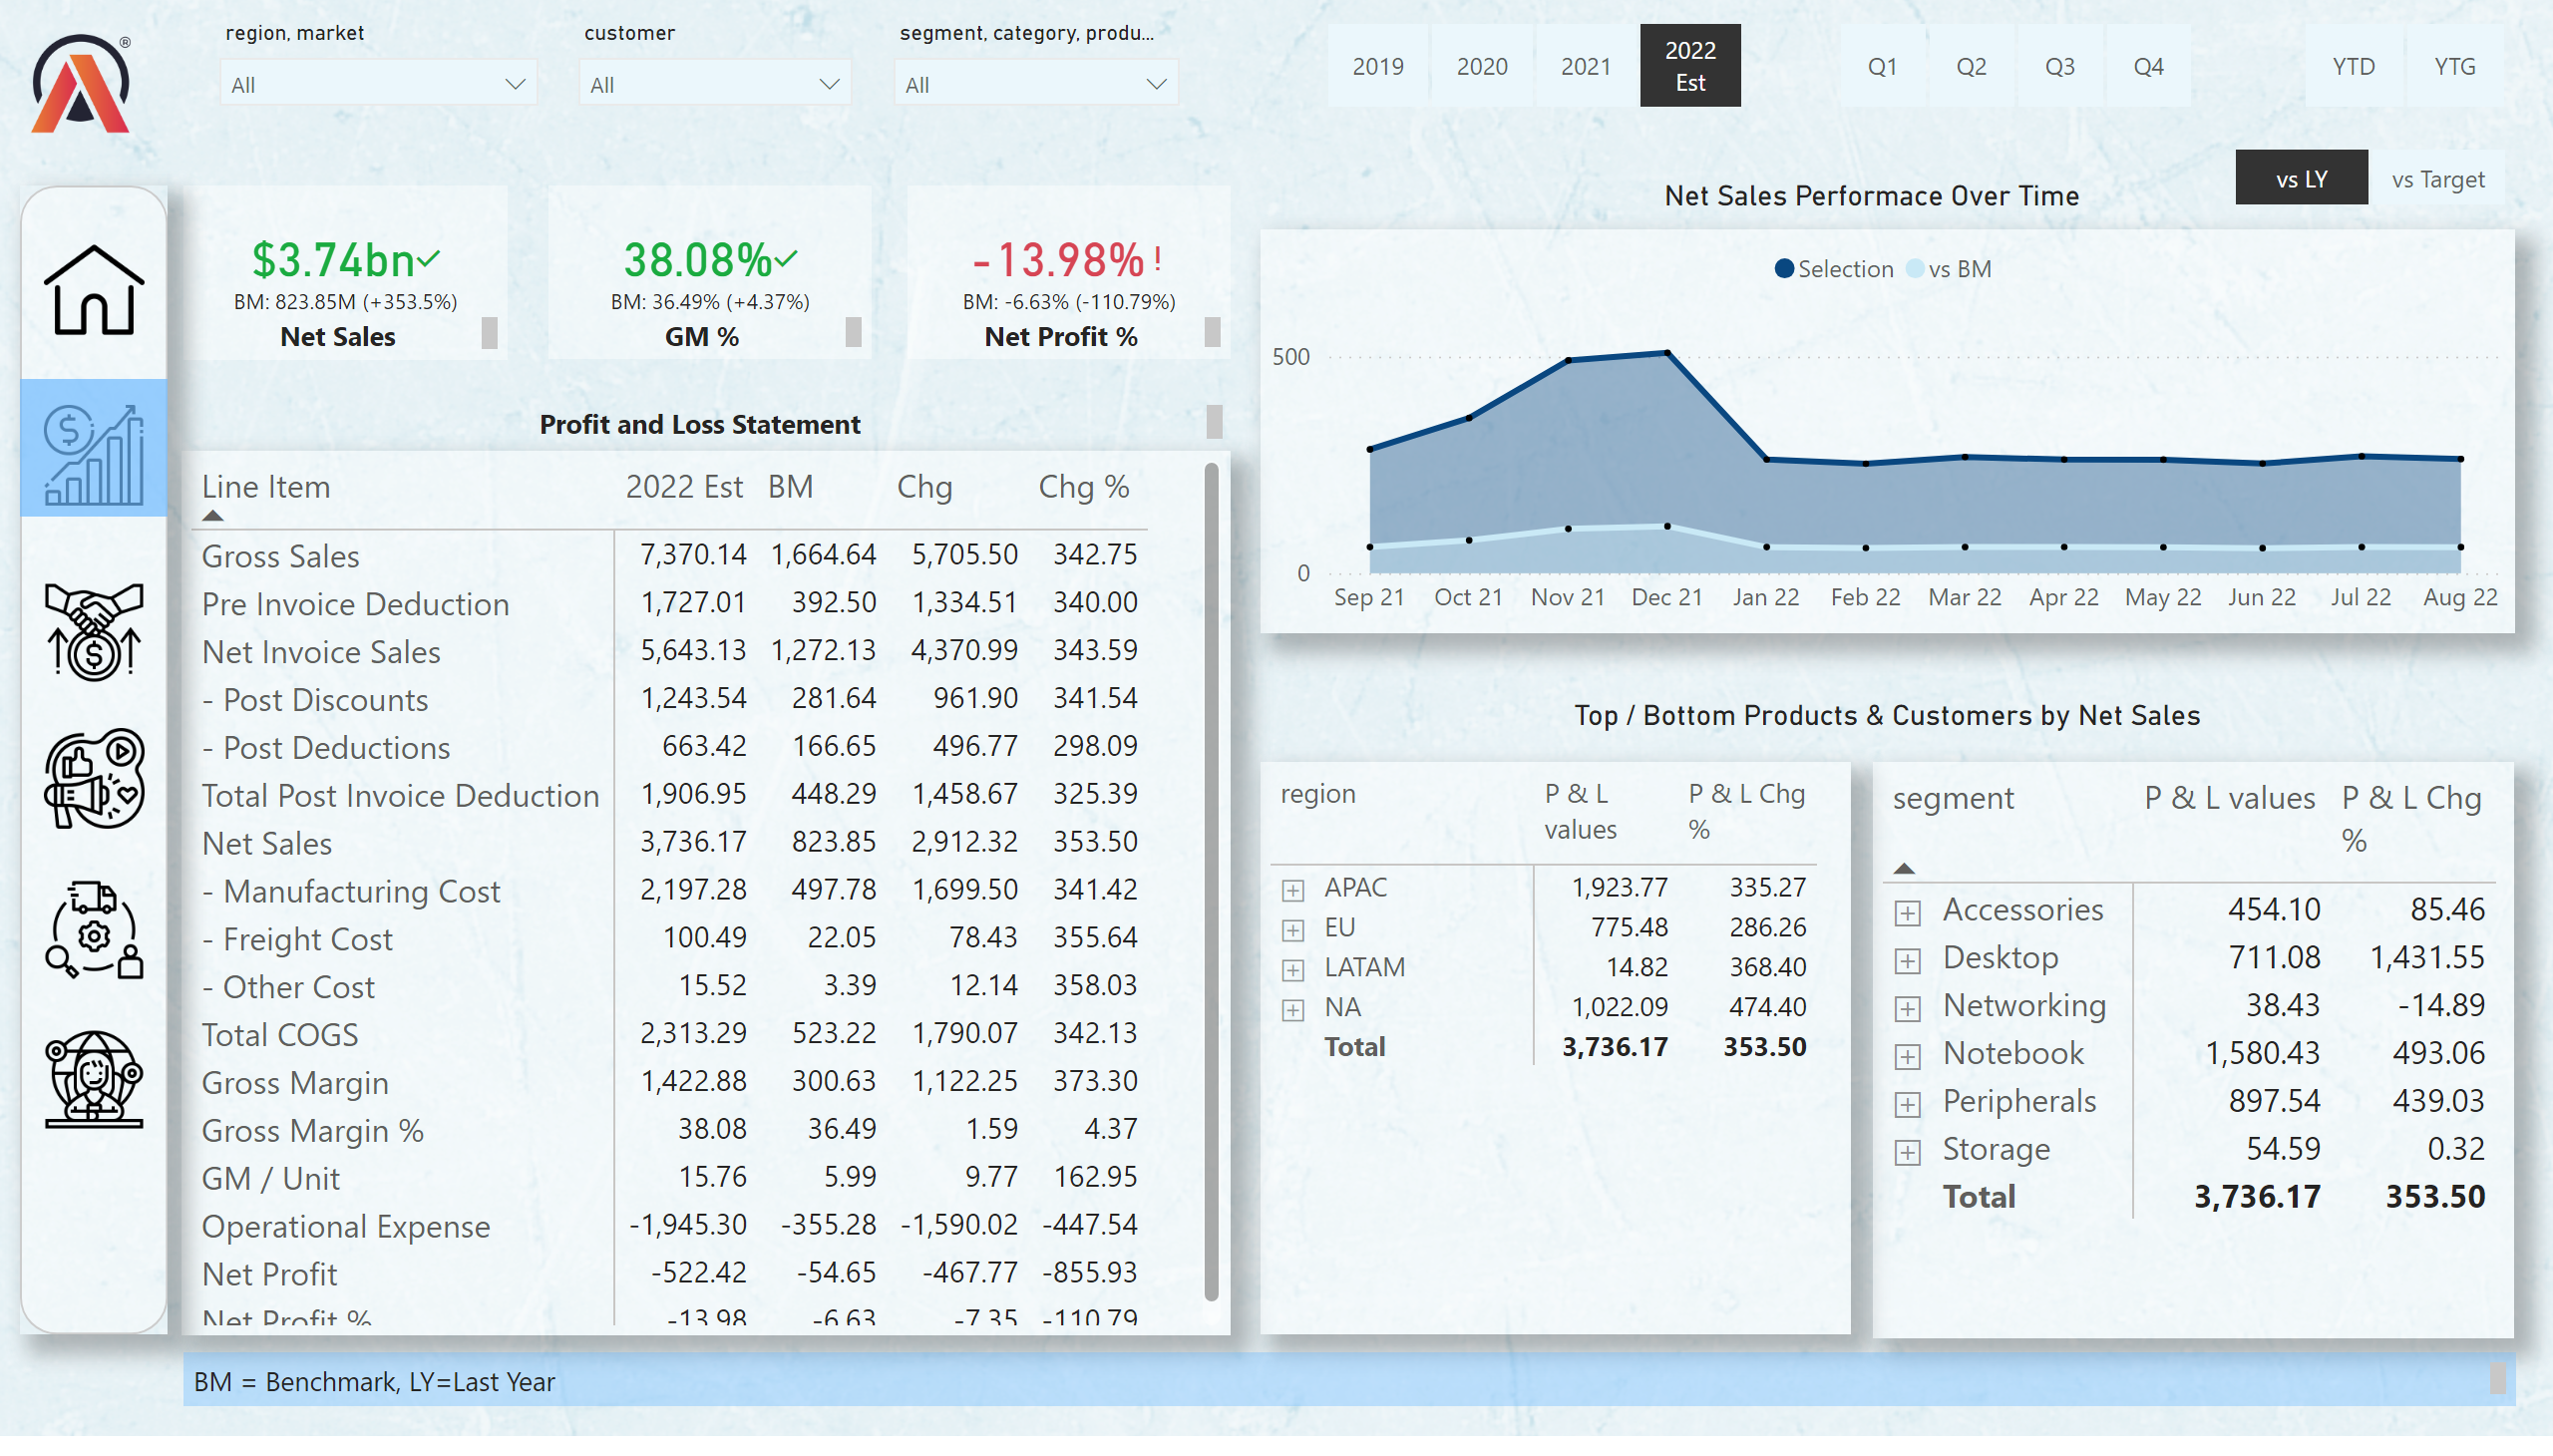 ®
region, market
All
customer
All
segment, category, produ...
All
2019
2020
2021
2022
Est
Q1
Q2
Q3
Q4
YTD
YTG
vs LY
vs Target
$3.74bn
BM: 823.85M (+353.5%)
Net Sales
38.08%
BM: 36.49% (+4.37%)
GM %
-13.98%!
BM: -6.63% (-110.79%)
Net Profit %
Net Sales Performace Over Time
Selection vs BM
500
0
Sep 21 Oct 21 Nov 21 Dec 21 Jan 22 Feb 22 Mar 22 Apr 22 May 22 Jun 22 Jul 22 Aug 22
Profit and Loss Statement
Line Item 2022 Est BM Chg Chg %
Gross Sales 7,370.14 1,664.64 5,705.50 342.75
Pre Invoice Deduction 1,727.01 392.50 1,334.51 340.00
Net Invoice Sales 5,643.13 1,272.13 4,370.99 343.59
- Post Discounts 1,243.54 281.64 961.90 341.54
- Post Deductions 663.42 166.65 496.77 298.09
Total Post Invoice Deduction 1,906.95 448.29 1,458.67 325.39
Net Sales 3,736.17 823.85 2,912.32 353.50
- Manufacturing Cost 2,197.28 497.78 1,699.50 341.42
- Freight Cost 100.49 22.05 78.43 355.64
- Other Cost 15.52 3.39 12.14 358.03
Total COGS 2,313.29 523.22 1,790.07 342.13
Gross Margin 1,422.88 300.63 1,122.25 373.30
Gross Margin % 38.08 36.49 1.59 4.37
GM / Unit 15.76 5.99 9.77 162.95
Operational Expense -1,945.30 -355.28 -1,590.02 -447.54
Net Profit -522.42 -54.65 -467.77 -855.93
Net Profit % -13.98 -6.63 -7.35 -110.79
Top / Bottom Products & Customers by Net Sales
region P & L values P & L Chg %
APAC 1,923.77 335.27
EU 775.48 286.26
LATAM 14.82 368.40
NA 1,022.09 474.40
Total 3,736.17 353.50
segment P & L values P & L Chg %
Accessories 454.10 85.46
Desktop 711.08 1,431.55
Networking 38.43 -14.89
Notebook 1,580.43 493.06
Peripherals 897.54 439.03
Storage 54.59 0.32
Total 3,736.17 353.50
BM = Benchmark, LY=Last Year